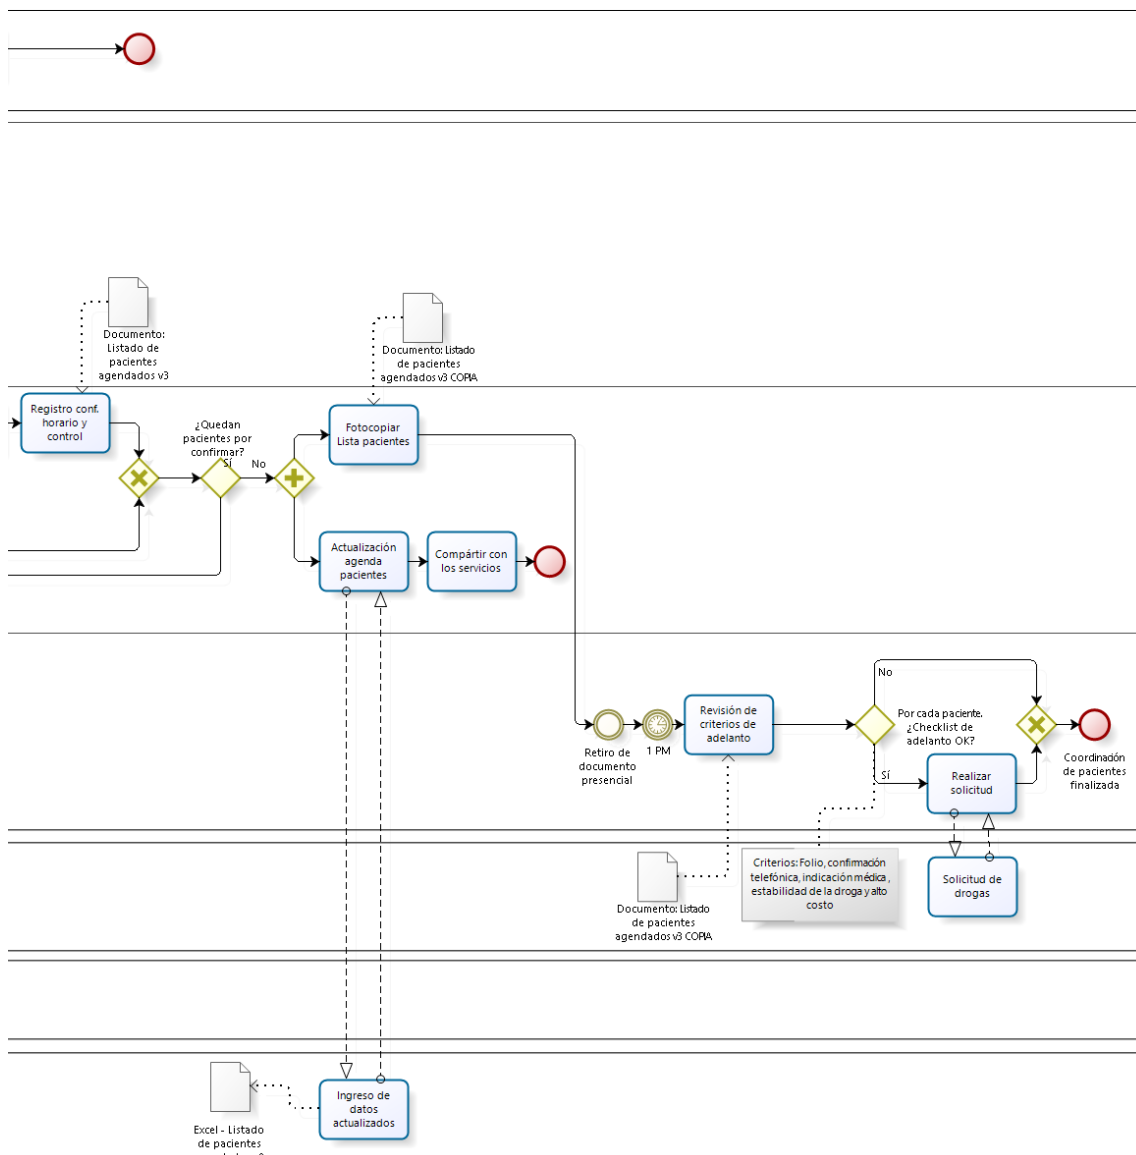 Documento:
Listado de
pacientes
agendados v3
Documento: Listado
de pacientes
agendados v3 COPIA
Registro conf.
horario y
control
¿Quedan
pacientes por
confirmar?
Sí
No
Fotocopiar
Lista pacientes
Actualización
agenda
pacientes
Compártir con
los servicios
Retiro de
documento
presencial
1 PM
Revisión de
criterios de
adelanto
No
Por cada paciente.
¿Checklist de
adelanto OK?
Sí
Realizar
solicitud
Coordinación
de pacientes
finalizada
Documento: Listado
de pacientes
agendados v3 COPIA
Criterios: Folio, confirmación
telefónica, indicación médica,
estabilidad de la droga y alto
costo
Solicitud de
drogas
Ingreso de
datos
actualizados
Excel - Listado
de pacientes